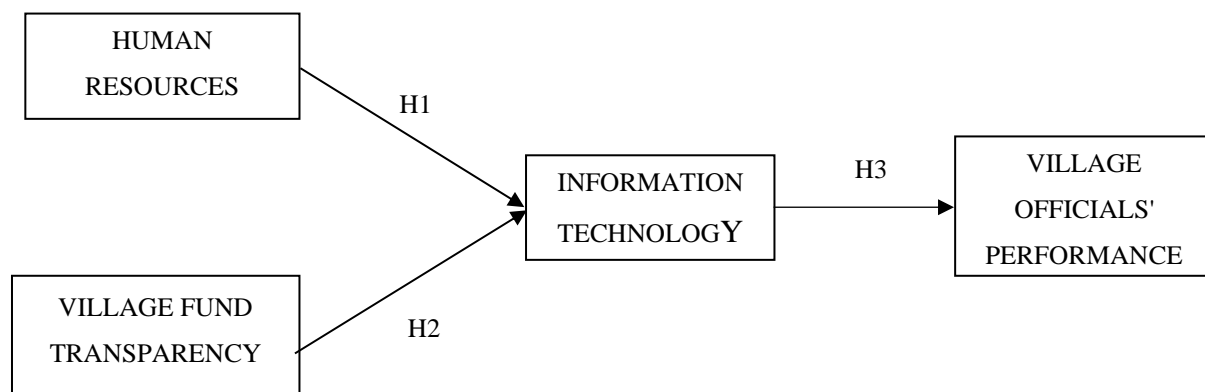 HUMAN
RESOURCES
H1
INFORMATION
TECHNOLOGY
H3
VILLAGE
OFFICIALS'
PERFORMANCE
VILLAGE FUND
TRANSPARENCY
H2